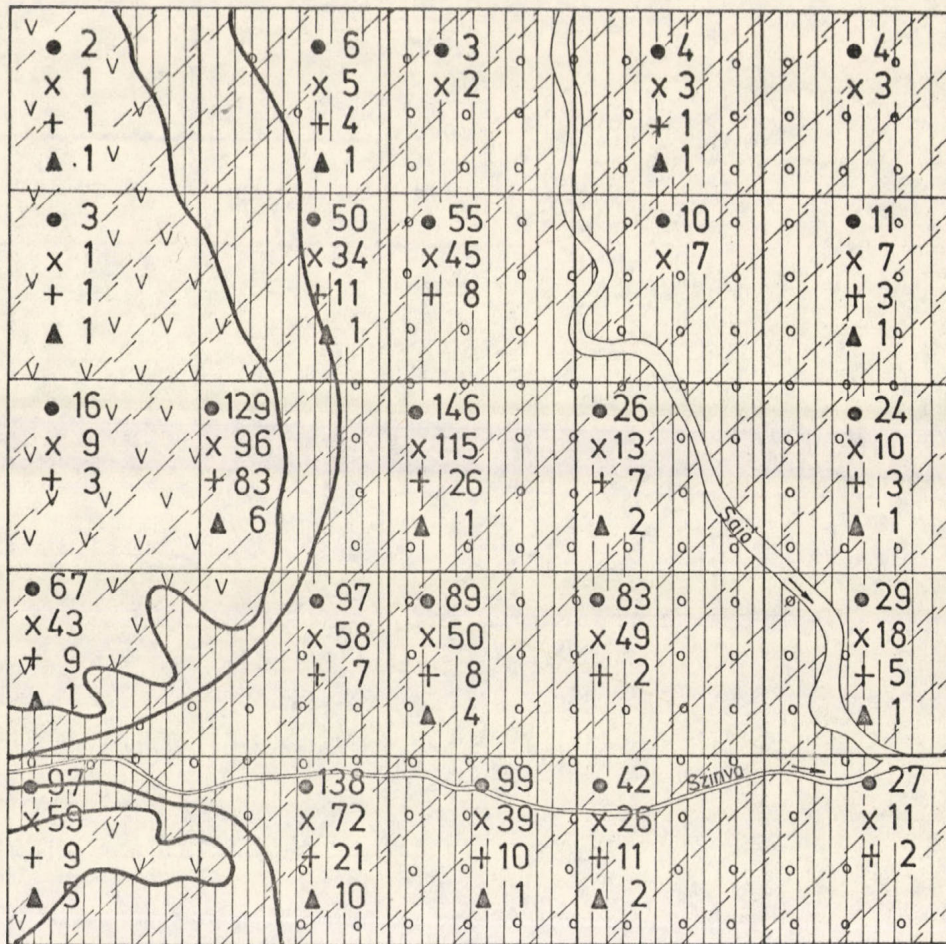 ● 2
x 1
+ 1
▲ 1
● 6
x 5
+ 4
▲ 1
● 3
x 2
● 4
x 3
+ 1
▲ 1
● 4
x 3
● 3
x 1
+ 1
▲ 1
● 50
x 34
+ 11
▲ 1
● 55
x 45
+ 8
● 10
x 7
● 11
x 7
+ 3
▲ 1
● 16
x 9
+ 3
● 129
x 96
+ 83
▲ 6
● 146
x 115
+ 26
▲ 1
● 26
x 13
+ 7
▲ 2
Sajó
● 24
x 10
+ 3
▲ 1
● 67
x 43
+ 9
▲ 1
● 97
x 58
+ 7
● 89
x 50
+ 8
▲ 4
● 83
x 49
+ 2
● 29
x 18
+ 5
▲ 1
● 97
x 59
+ 9
▲ 5
● 138
x 72
+ 21
▲ 10
● 99
x 39
+ 10
▲ 1
● 42
x 26
+ 11
▲ 2
Szinva
● 27
x 11
+ 2